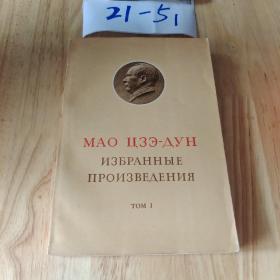 21-51
МАО ЦЗЭ-ДУН
ИЗБРАННЫЕ
ПРОИЗВЕДЕНИЯ
ТОМ I